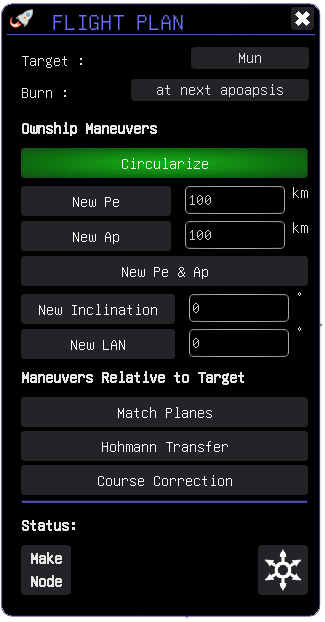 FLIGHT PLAN
Target : Mun
Burn : at next apoapsis
Ownship Maneuvers
Circularize
New Pe 100 km
New Ap 100 km
New Pe & Ap
New Inclination 0 °
New LAN 0 °
Maneuvers Relative to Target
Match Planes
Hohmann Transfer
Course Correction
Status:
Make
Node